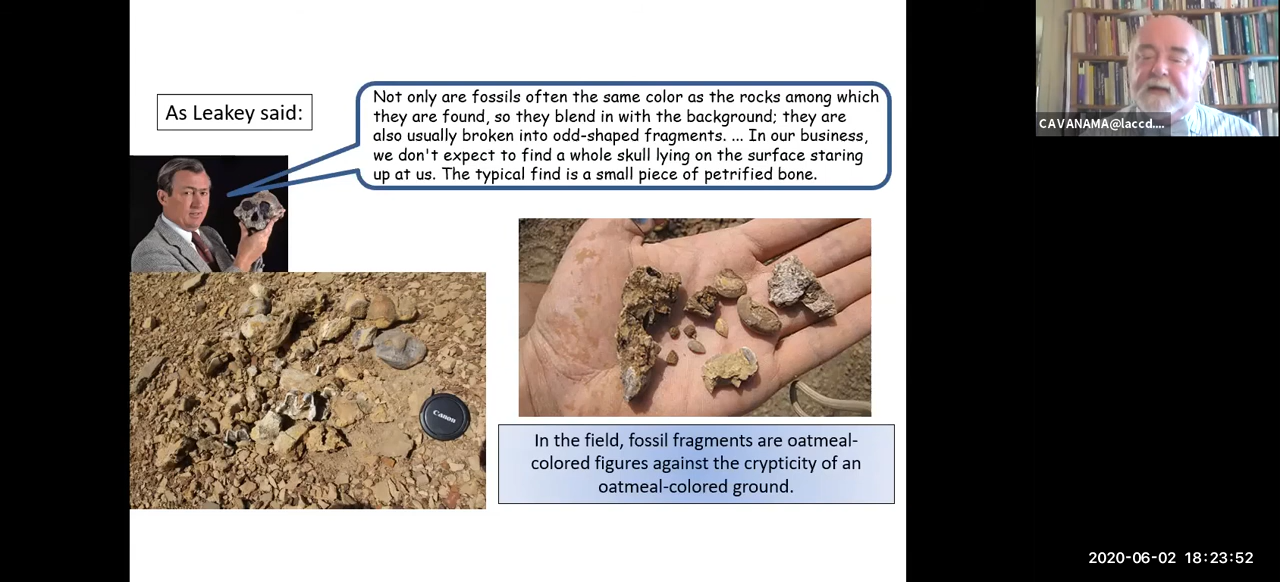 As Leakey said:
Not only are fossils often the same color as the rocks among which
they are found, so they blend in with the background; they are
also usually broken into odd-shaped fragments. ... In our business,
we don't expect to find a whole skull lying on the surface staring
up at us. The typical find is a small piece of petrified bone.
CAVANAMA@laccd....
Canon
In the field, fossil fragments are oatmeal-
colored figures against the crypticity of an
oatmeal-colored ground.
2020-06-02 18:23:52